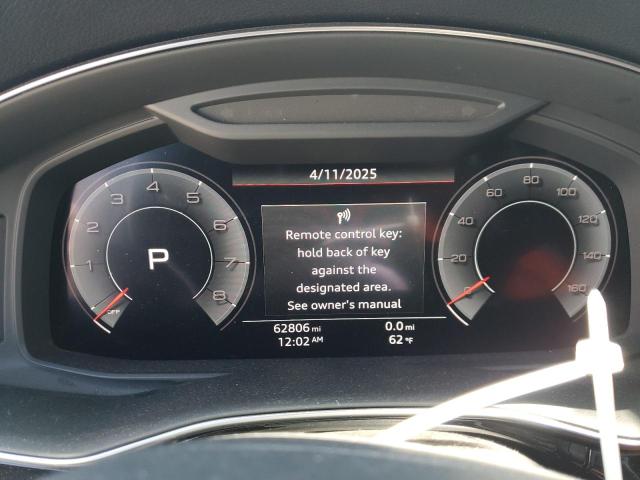 4/11/2025
Remote control key:
hold back of key
against the
designated area.
See owner's manual
62806 mi
0.0 mi
12:02 AM
62 °F
P
OFF
1
2
3
4
5
6
7
8
0
20
40
60
80
100
120
140
160